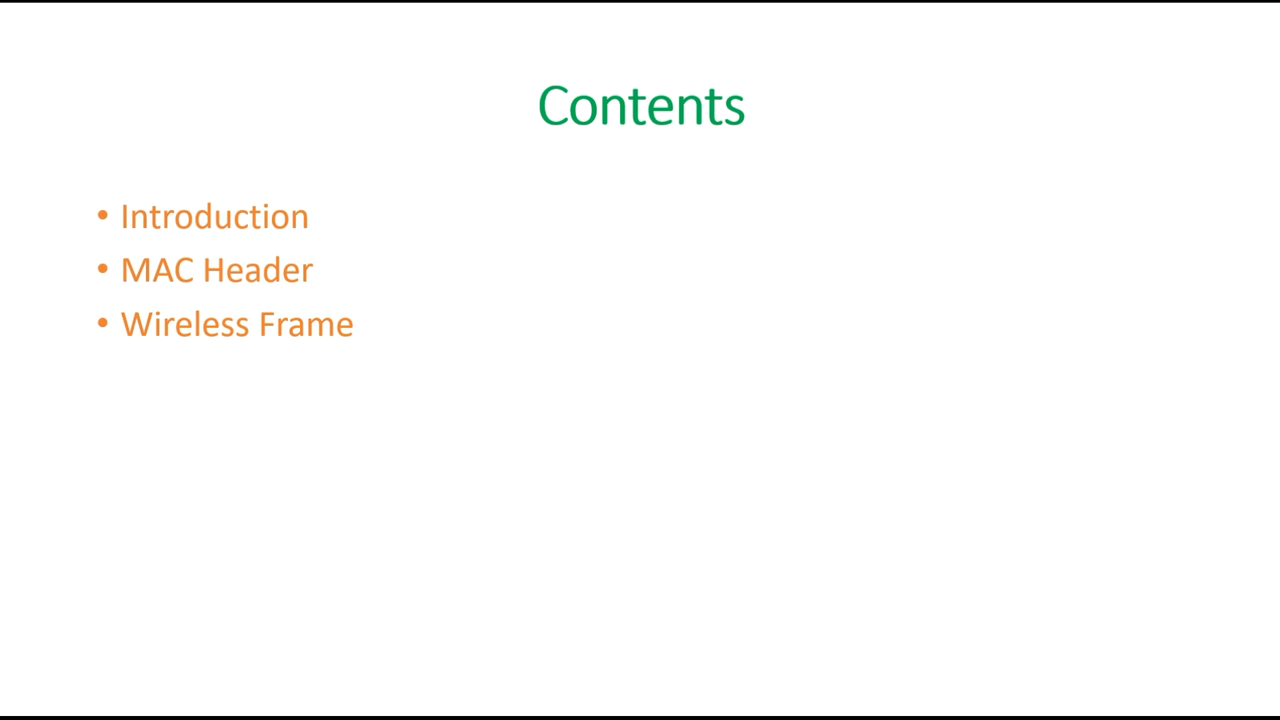 Contents
• Introduction
• MAC Header
• Wireless Frame